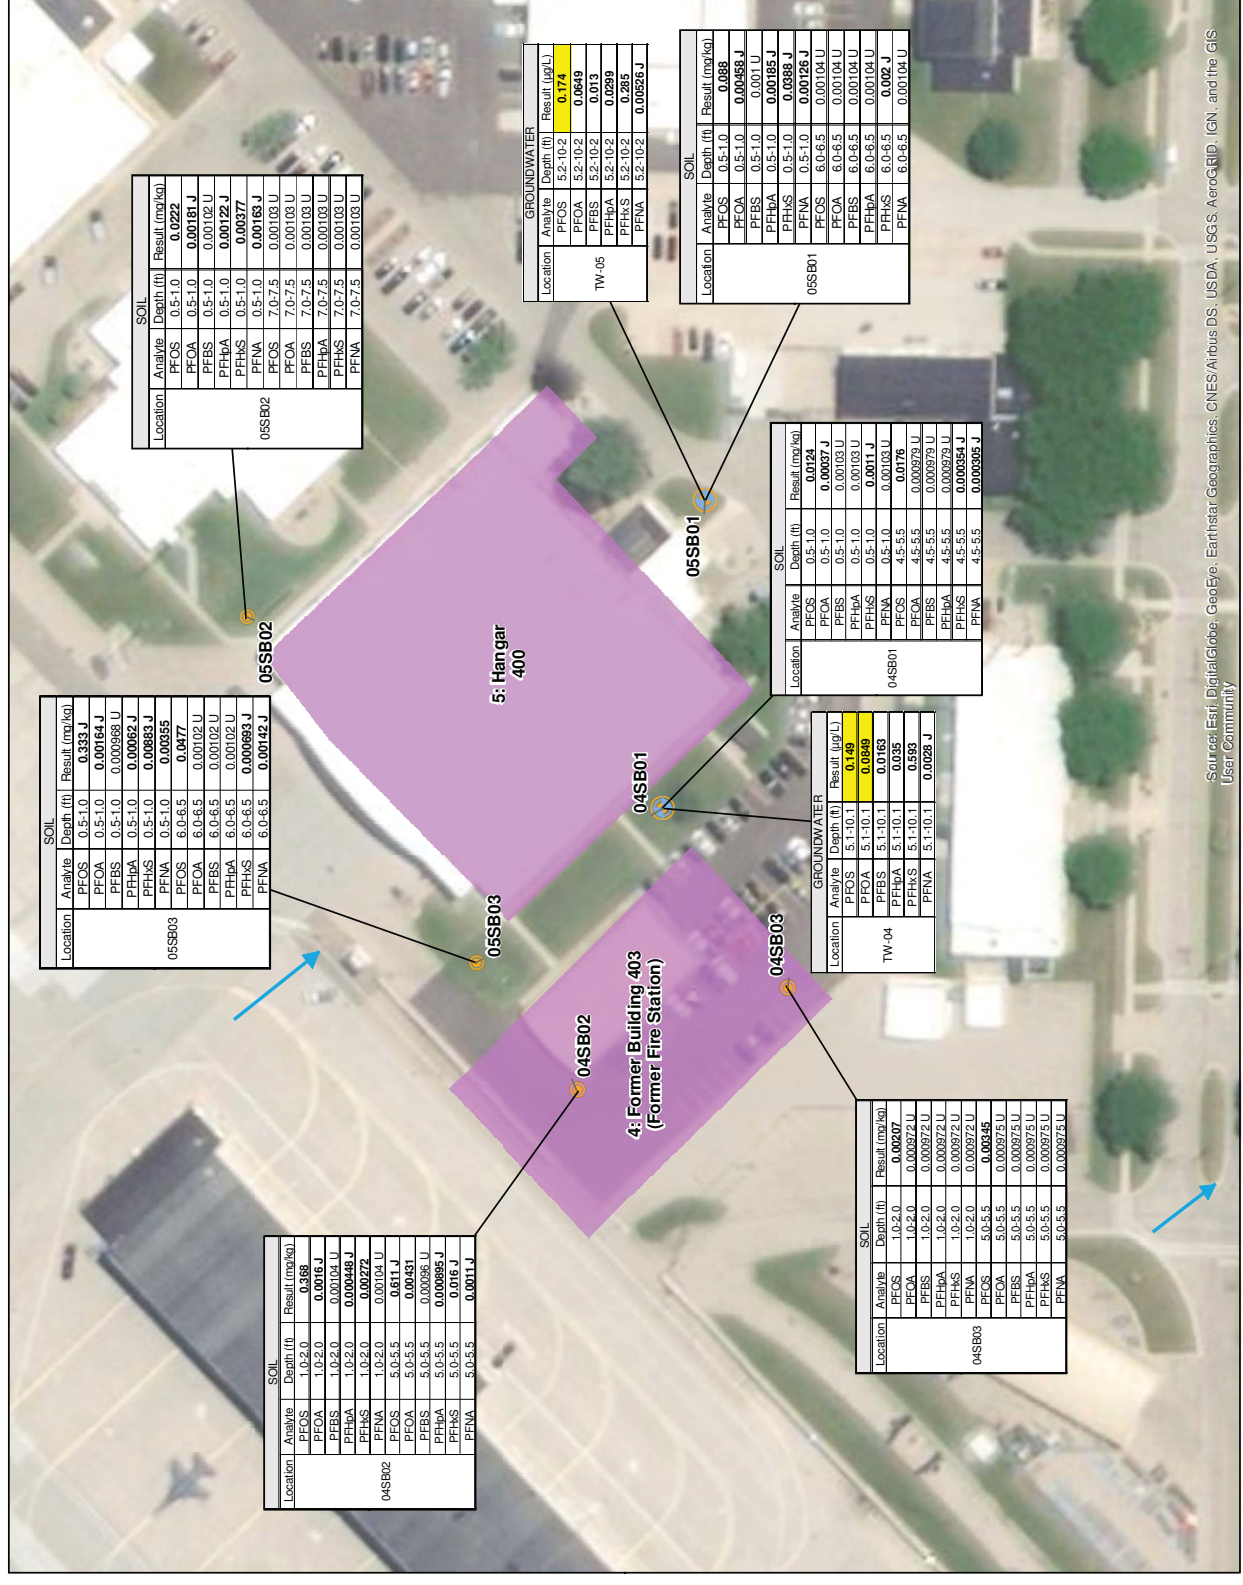 SOIL
Location Analyte Depth (ft) Result (mg/kg)
05SB03
PFOS 0.5-1.0 0.333 J
PFOA 0.5-1.0 0.00164 J
PFBS 0.5-1.0 0.000968 U
PFHpA 0.5-1.0 0.00062 J
PFHxS 0.5-1.0 0.00883 J
PFNA 0.5-1.0 0.00355
PFOS 6.0-6.5 0.0477
PFOA 6.0-6.5 0.00102 U
PFBS 6.0-6.5 0.00102 U
PFHpA 6.0-6.5 0.00102 U
PFHxS 6.0-6.5 0.000693 J
PFNA 6.0-6.5 0.00142 J
SOIL
Location Analyte Depth (ft) Result (mg/kg)
05SB02
PFOS 0.5-1.0 0.0222
PFOA 0.5-1.0 0.00181 J
PFBS 0.5-1.0 0.00102 U
PFHpA 0.5-1.0 0.00122 J
PFHxS 0.5-1.0 0.00377
PFNA 0.5-1.0 0.00163 J
PFOS 7.0-7.5 0.00103 U
PFOA 7.0-7.5 0.00103 U
PFBS 7.0-7.5 0.00103 U
PFHpA 7.0-7.5 0.00103 U
PFHxS 7.0-7.5 0.00103 U
PFNA 7.0-7.5 0.00103 U
05SB02
SOIL
Location Analyte Depth (ft) Result (mg/kg)
04SB02
PFOS 1.0-2.0 0.368
PFOA 1.0-2.0 0.0016 J
PFBS 1.0-2.0 0.00104 U
PFHpA 1.0-2.0 0.000448 J
PFHxS 1.0-2.0 0.00272
PFNA 1.0-2.0 0.00104 U
PFOS 5.0-5.5 0.611 J
PFOA 5.0-5.5 0.00431
PFBS 5.0-5.5 0.00096 U
PFHpA 5.0-5.5 0.000895 J
PFHxS 5.0-5.5 0.016 J
PFNA 5.0-5.5 0.0011 J
05SB03
5: Hangar
400
04SB02
4: Former Building 403
(Former Fire Station)
04SB01
05SB01
04SB03
GROUNDWATER
Location Analyte Depth (ft) Result (µg/L)
TW-05
PFOS 5.2-10-2 0.174
PFOA 5.2-10-2 0.0649
PFBS 5.2-10-2 0.013
PFHpA 5.2-10-2 0.0299
PFHxS 5.2-10-2 0.285
PFNA 5.2-10-2 0.00526 J
SOIL
Location Analyte Depth (ft) Result (mg/kg)
05SB01
PFOS 0.5-1.0 0.088
PFOA 0.5-1.0 0.00458 J
PFBS 0.5-1.0 0.001 U
PFHpA 0.5-1.0 0.00185 J
PFHxS 0.5-1.0 0.0388 J
PFNA 0.5-1.0 0.00126 J
PFOS 6.0-6.5 0.00104 U
PFOA 6.0-6.5 0.00104 U
PFBS 6.0-6.5 0.00104 U
PFHpA 6.0-6.5 0.00104 U
PFHxS 6.0-6.5 0.002 J
PFNA 6.0-6.5 0.00104 U
SOIL
Location Analyte Depth (ft) Result (mg/kg)
04SB01
PFOS 0.5-1.0 0.0124
PFOA 0.5-1.0 0.00037 J
PFBS 0.5-1.0 0.00103 U
PFHpA 0.5-1.0 0.00103 U
PFHxS 0.5-1.0 0.0011 J
PFNA 0.5-1.0 0.00103 U
PFOS 4.5-5.5 0.0176
PFOA 4.5-5.5 0.000979 U
PFBS 4.5-5.5 0.000979 U
PFHpA 4.5-5.5 0.000979 U
PFHxS 4.5-5.5 0.00354 J
PFNA 4.5-5.5 0.00305 J
GROUNDWATER
Location Analyte Depth (ft) Result (µg/L)
TW-04
PFOS 5.1-10.1 0.149
PFOA 5.1-10.1 0.0849
PFBS 5.1-10.1 0.0163
PFHpA 5.1-10.1 0.035
PFHxS 5.1-10.1 0.593
PFNA 5.1-10.1 0.0028 J
SOIL
Location Analyte Depth (ft) Result (mg/kg)
04SB03
PFOS 1.0-2.0 0.00207
PFOA 1.0-2.0 0.000972 U
PFBS 1.0-2.0 0.000972 U
PFHpA 1.0-2.0 0.000972 U
PFHxS 1.0-2.0 0.000972 U
PFNA 1.0-2.0 0.000972 U
PFOS 5.0-5.5 0.00345
PFOA 5.0-5.5 0.000975 U
PFBS 5.0-5.5 0.000975 U
PFHpA 5.0-5.5 0.000975 U
PFHxS 5.0-5.5 0.000975 U
PFNA 5.0-5.5 0.000975 U
Source: Esri, DigitalGlobe, GeoEye, Earthstar Geographics, CNES/Airbus DS, USDA, USGS, AeroGRID, IGN, and the GIS
User Community